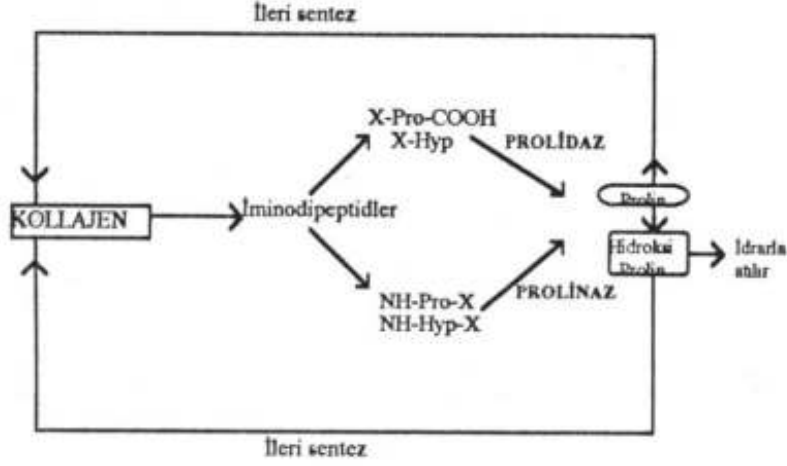 İleri sentez
X-Pro-COOH
X-Hyp
PROLİDAZ
Prolin
KOLLAJEN
İminodipeptidler
Hidroksi
Prolin
İdrarla
atılır
NH-Pro-X
NH-Hyp-X
PROLİNAZ
İleri sentez